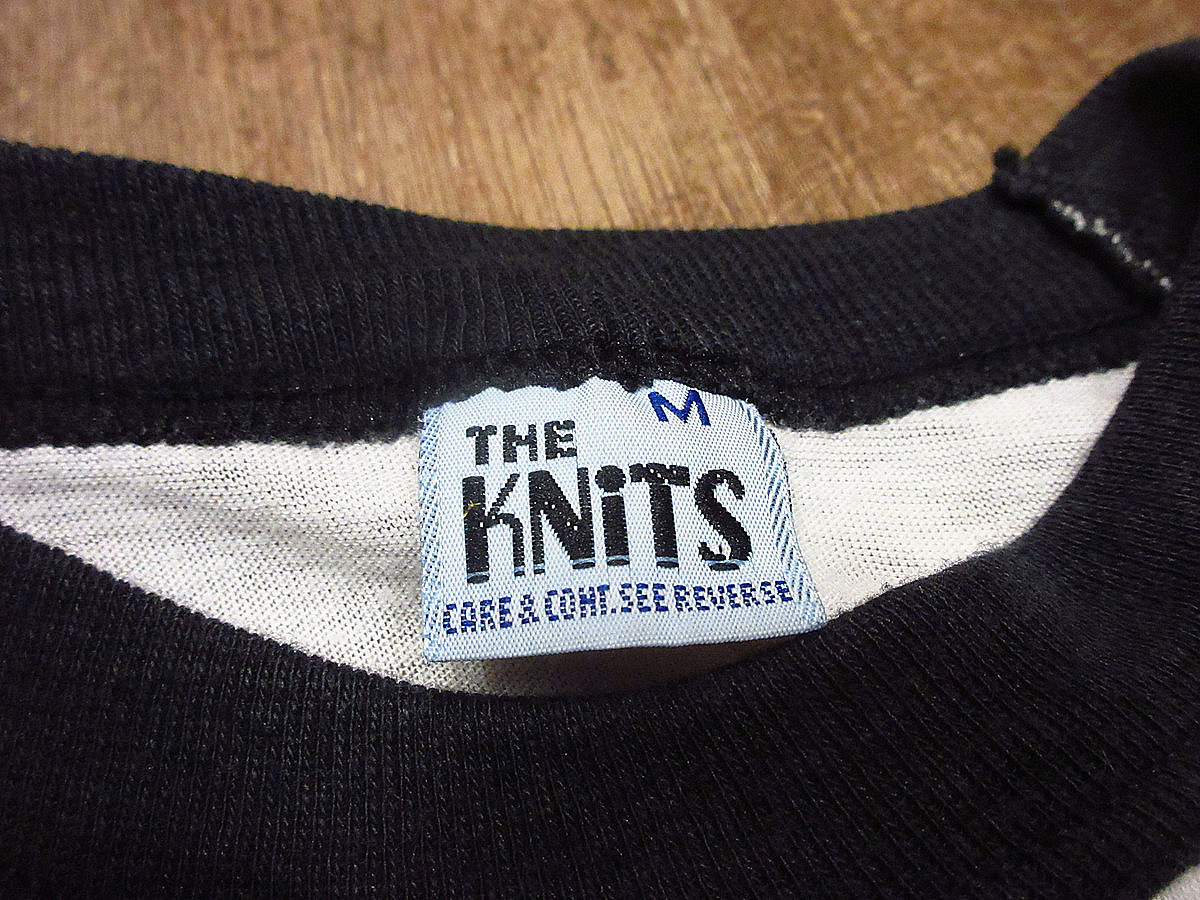 M
THE
KNiTS
CARE & CONT. SEE REVERSE